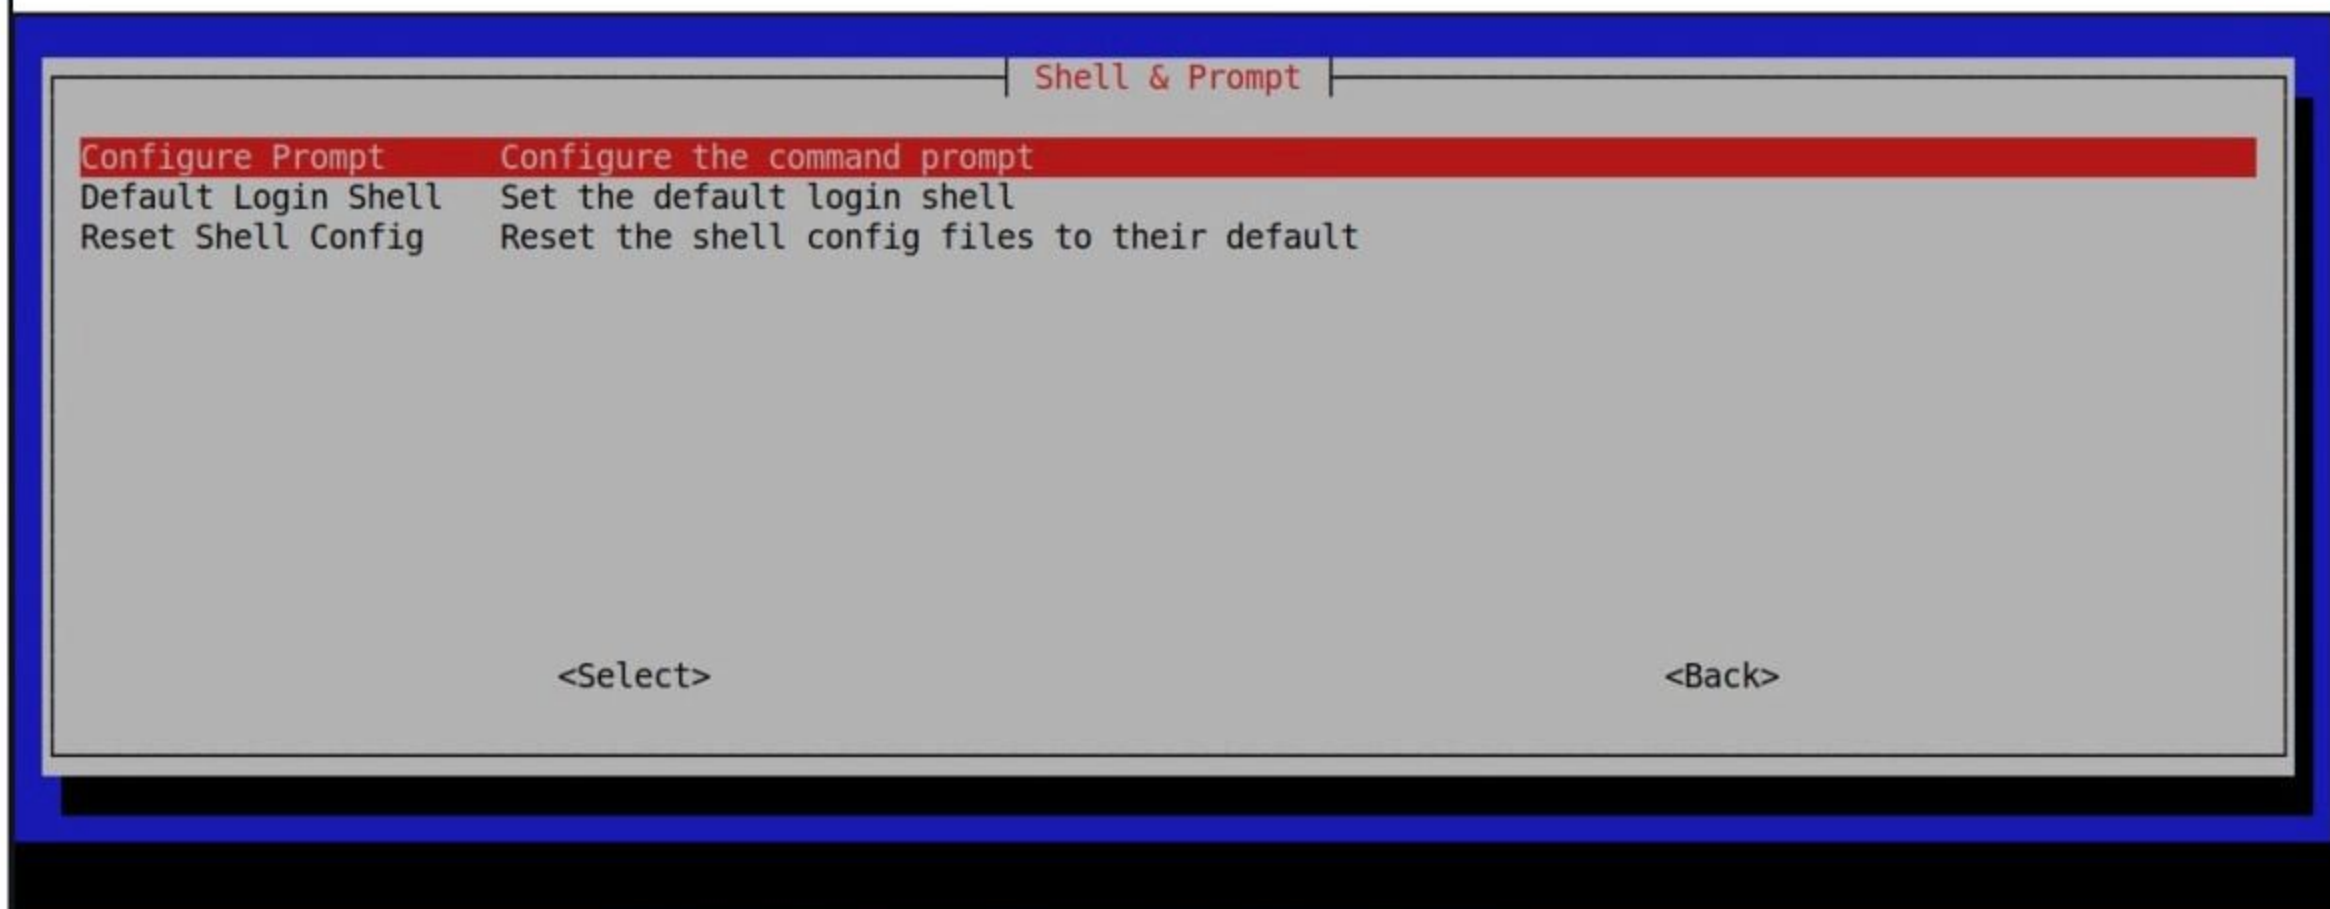 Shell & Prompt
Configure Prompt Configure the command prompt
Default Login Shell Set the default login shell
Reset Shell Config Reset the shell config files to their default
<Select> <Back>